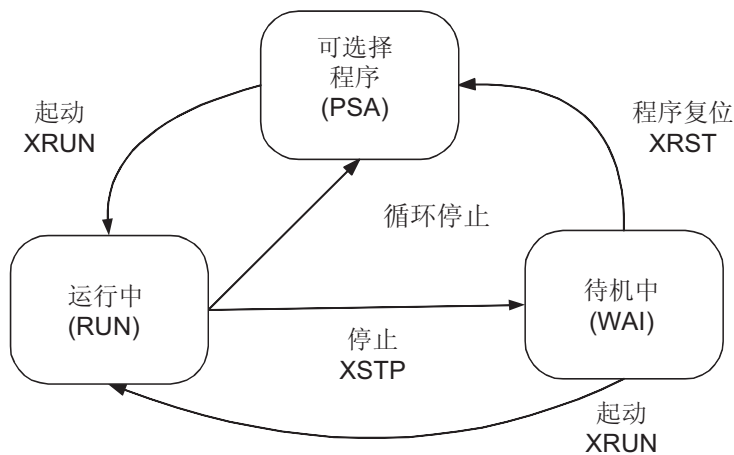 可选择
程序
(PSA)
起动
XRUN
程序复位
XRST
循环停止
运行中
(RUN)
待机中
(WAI)
停止
XSTP
起动
XRUN